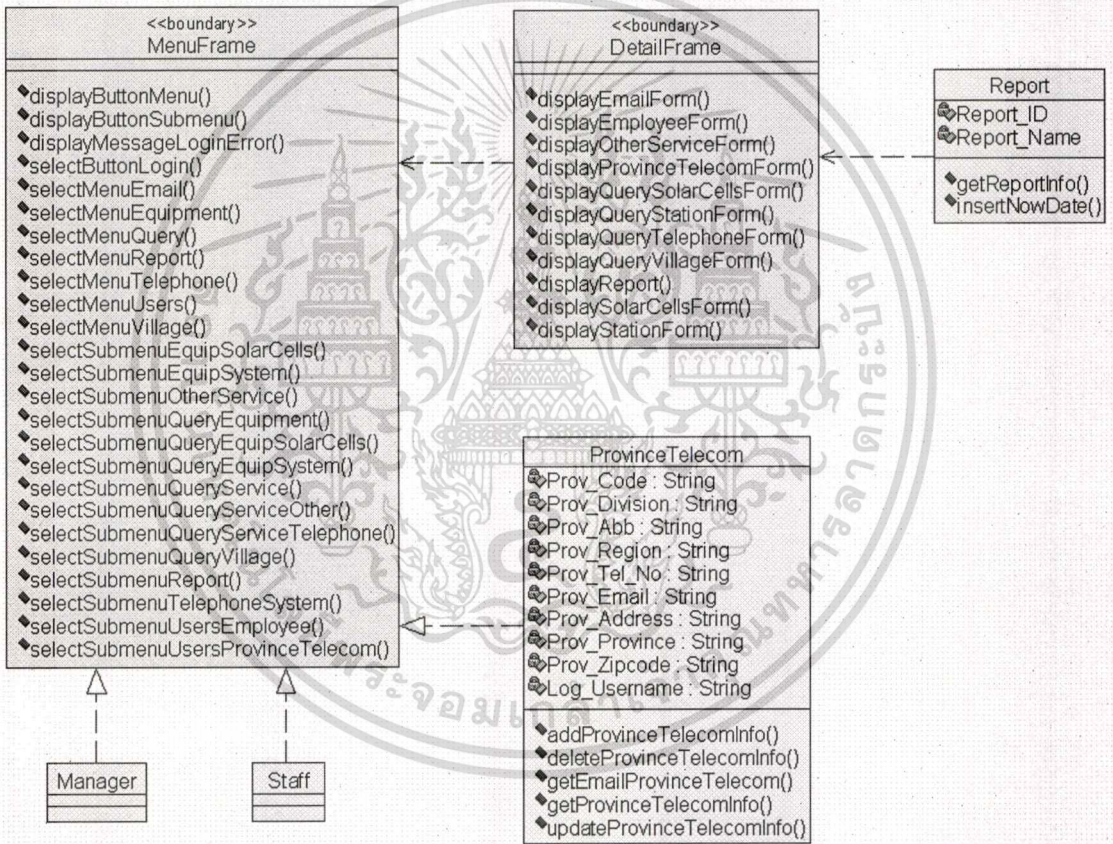 <<boundary>>
MenuFrame
displayButtonMenu()
displayButtonSubmenu()
displayMessageLoginError()
selectButtonLogin()
selectMenuEmail()
selectMenuEquipment()
selectMenuQuery()
selectMenuReport()
selectMenuTelephone()
selectMenuUsers()
selectMenuVillage()
selectSubmenuEquipSolarCells()
selectSubmenuEquipSystem()
selectSubmenuOtherService()
selectSubmenuQueryEquipment()
selectSubmenuQueryEquipSolarCells()
selectSubmenuQueryEquipSystem()
selectSubmenuQueryService()
selectSubmenuQueryServiceOther()
selectSubmenuQueryServiceTelephone()
selectSubmenuQueryVillage()
selectSubmenuReport()
selectSubmenuTelephoneSystem()
selectSubmenuUsersEmployee()
selectSubmenuUsersProvinceTelecom()
<<boundary>>
DetailFrame
displayEmailForm()
displayEmployeeForm()
displayOtherServiceForm()
displayProvinceTelecomForm()
displayQuerySolarCellsForm()
displayQueryStationForm()
displayQueryTelephoneForm()
displayQueryVillageForm()
displayReport()
displaySolarCellsForm()
displayStationForm()
Report
Report_ID
Report_Name
getReportInfo()
insertNowDate()
ProvinceTelecom
Prov_Code : String
Prov_Division : String
Prov_Abb : String
Prov_Region : String
Prov_Tel_No : String
Prov_Email : String
Prov_Address : String
Prov_Province : String
Prov_Zipcode : String
Log_Username : String
addProvinceTelecomInfo()
deleteProvinceTelecomInfo()
getEmailProvinceTelecom()
getProvinceTelecomInfo()
updateProvinceTelecomInfo()
Manager
Staff